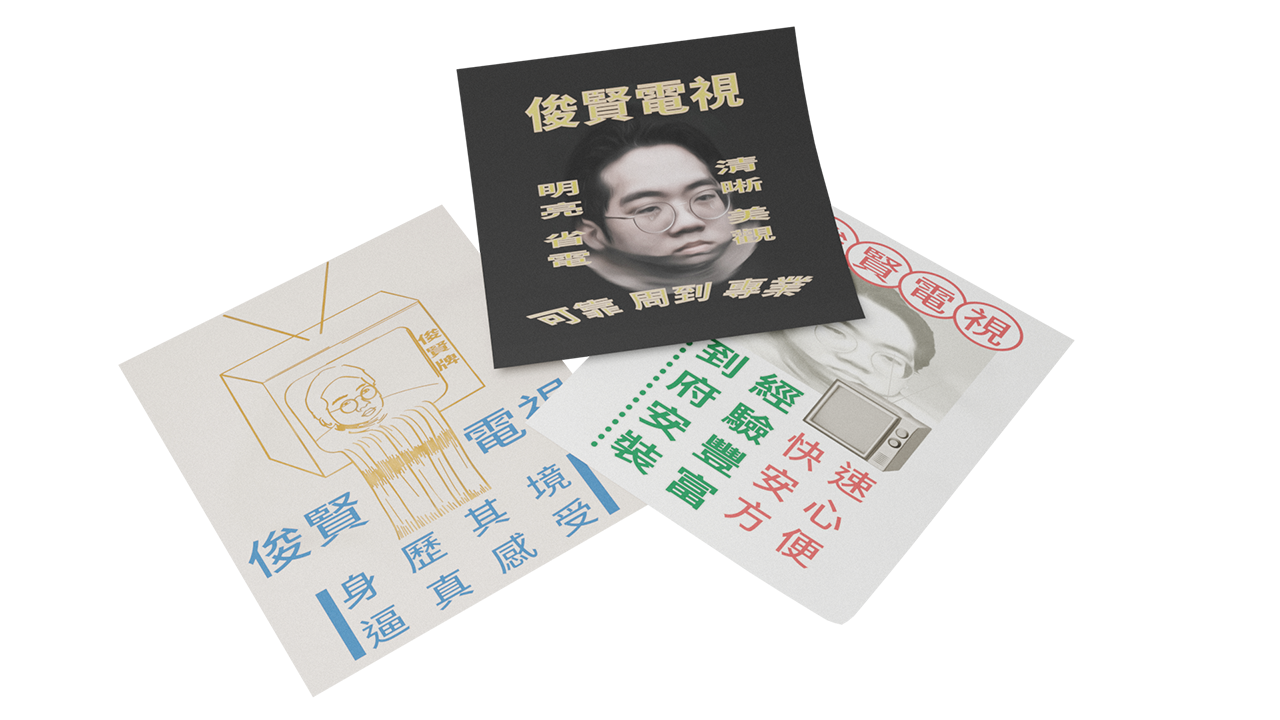 俊賢電視
明亮 省電
清晰 美觀
可靠 周到 專業
俊賢牌
俊賢
電視
身歷其境
逼真感受
賢電視
到府安裝
經驗豐富
快速
安心
方便